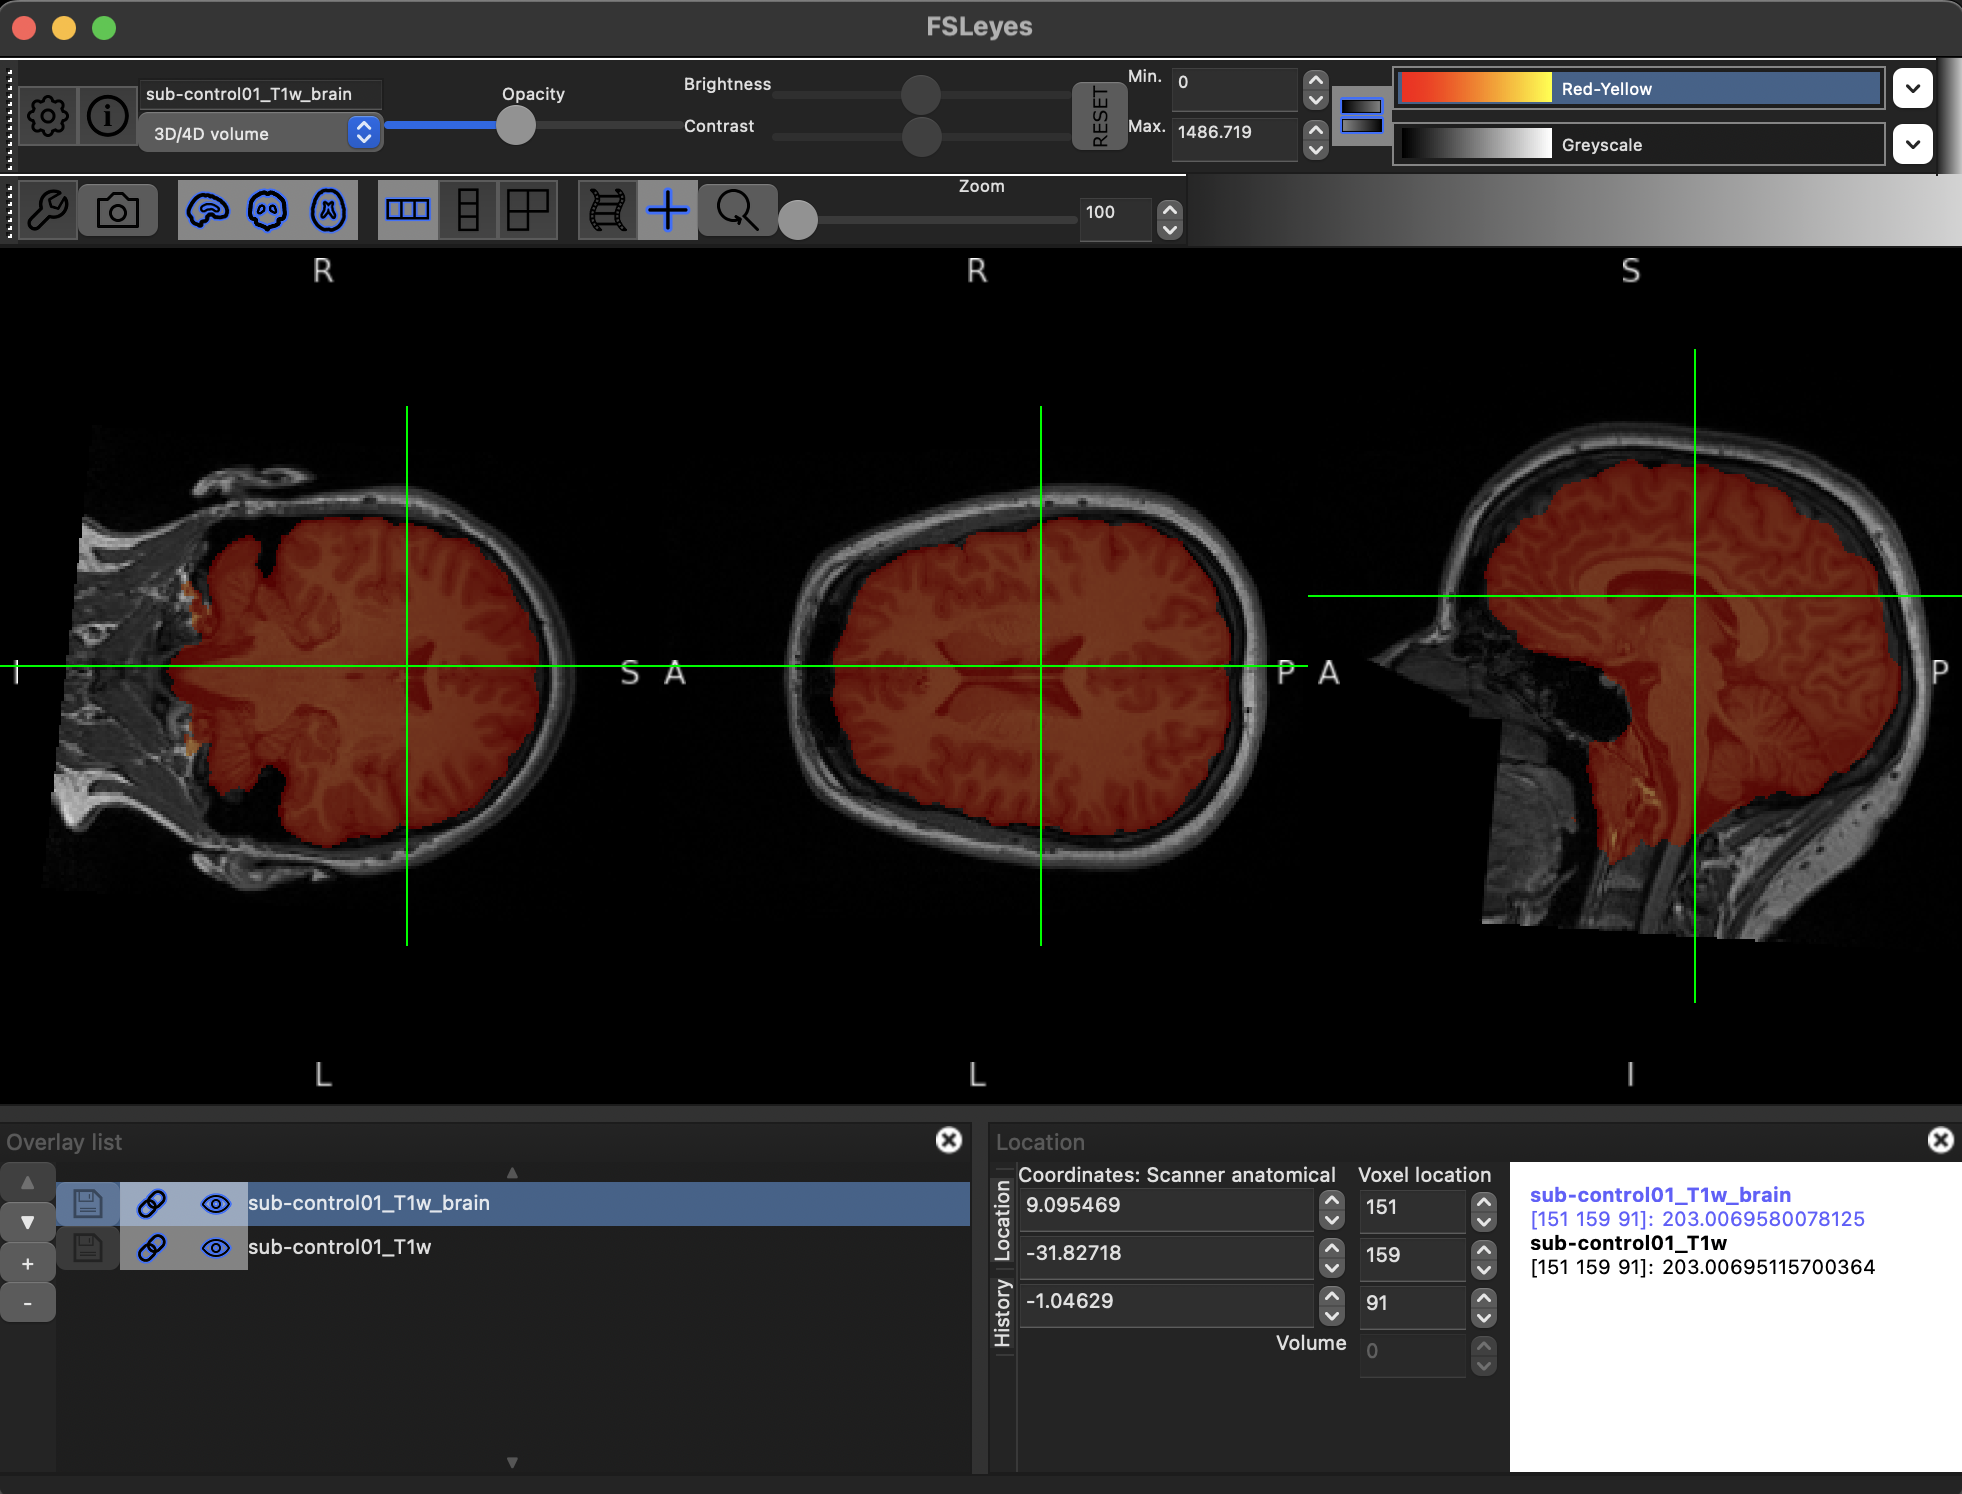 FSLeyes
sub-control01_T1w_brain
3D/4D volume
Opacity
Brightness
Contrast
RESET
Min.
0
Max.
1486.719
Red-Yellow
Greyscale
Zoom
100
R
R
S
I
S
A
P
A
P
L
L
I
Overlay list
sub-control01_T1w_brain
sub-control01_T1w
Location
Location
History
Coordinates: Scanner anatomical
Voxel location
9.095469
151
-31.82718
159
-1.04629
91
Volume
0
sub-control01_T1w_brain
[151 159 91]: 203.0069580078125
sub-control01_T1w
[151 159 91]: 203.00695115700364